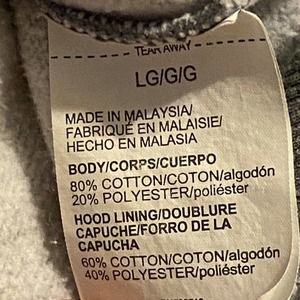 TEAR AWAY
LG/G/G
MADE IN MALAYSIA/
FABRIQUÉ EN MALAISIE/
HECHO EN MALASIA
BODY/CORPS/CUERPO
80% COTTON/COTON/algodón
20% POLYESTER/poliéster
HOOD LINING/DOUBLURE
CAPUCHE/FORRO DE LA
CAPUCHA
60% COTTON/COTON/algodón
40% POLYESTER/poliéster